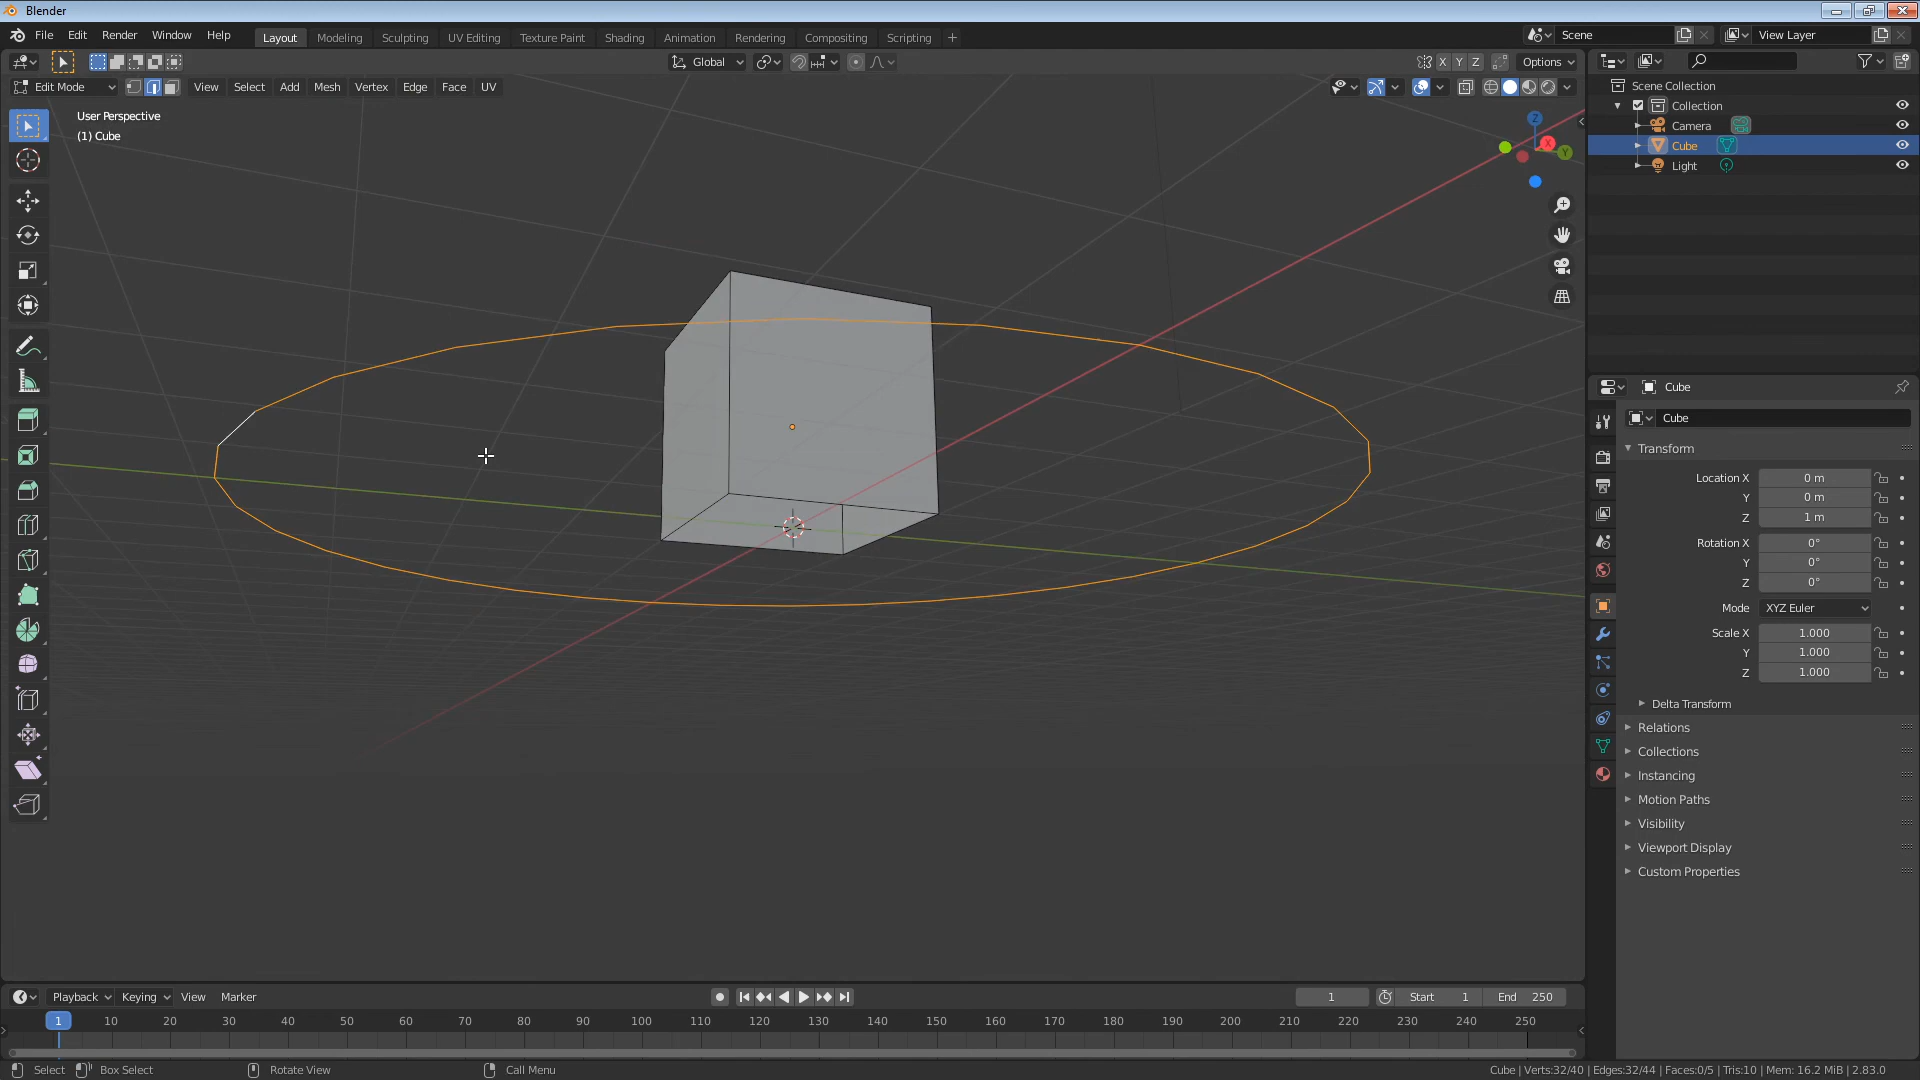 Blender
File Edit Render Window Help Layout Modeling Sculpting UV Editing Texture Paint Shading Animation Rendering Compositing Scripting + Scene View Layer
Global X Y Z Options
Edit Mode View Select Add Mesh Vertex Edge Face UV
User Perspective
(1) Cube
Z X Y
Scene Collection
Collection
Camera
Cube
Light
Cube
Cube
Transform
Location X 0 m
Y 0 m
Z 1 m
Rotation X 0°
Y 0°
Z 0°
Mode XYZ Euler
Scale X 1.000
Y 1.000
Z 1.000
Delta Transform
Relations
Collections
Instancing
Motion Paths
Visibility
Viewport Display
Custom Properties
Playback Keying View Marker 1 Start 1 End 250
1 10 20 30 40 50 60 70 80 90 100 110 120 130 140 150 160 170 180 190 200 210 220 230 240 250
Select Box Select Rotate View Call Menu Cube | Verts:32/40 | Edges:32/44 | Faces:0/5 | Tris:10 | Mem: 16.2 MiB | 2.83.0